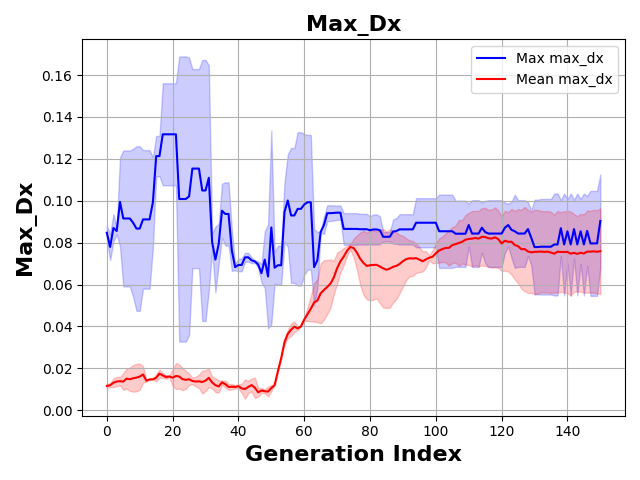 Max_Dx
Max max_dx
Mean max_dx
Max_Dx
0.16
0.14
0.12
0.10
0.08
0.06
0.04
0.02
0.00
0 20 40 60 80 100 120 140
Generation Index